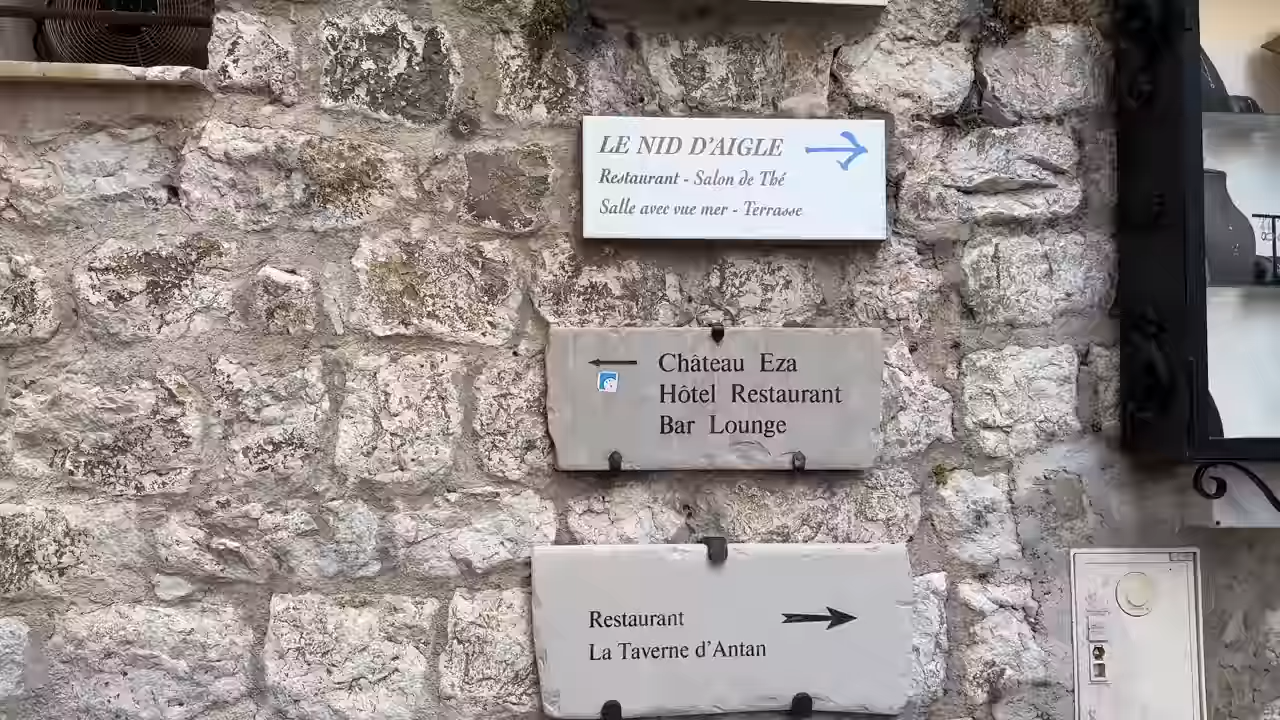 LE NID D'AIGLE
Restaurant - Salon de Thé
Salle avec vue mer - Terrasse
Château Eza
Hôtel Restaurant
Bar Lounge
Restaurant
La Taverne d'Antan